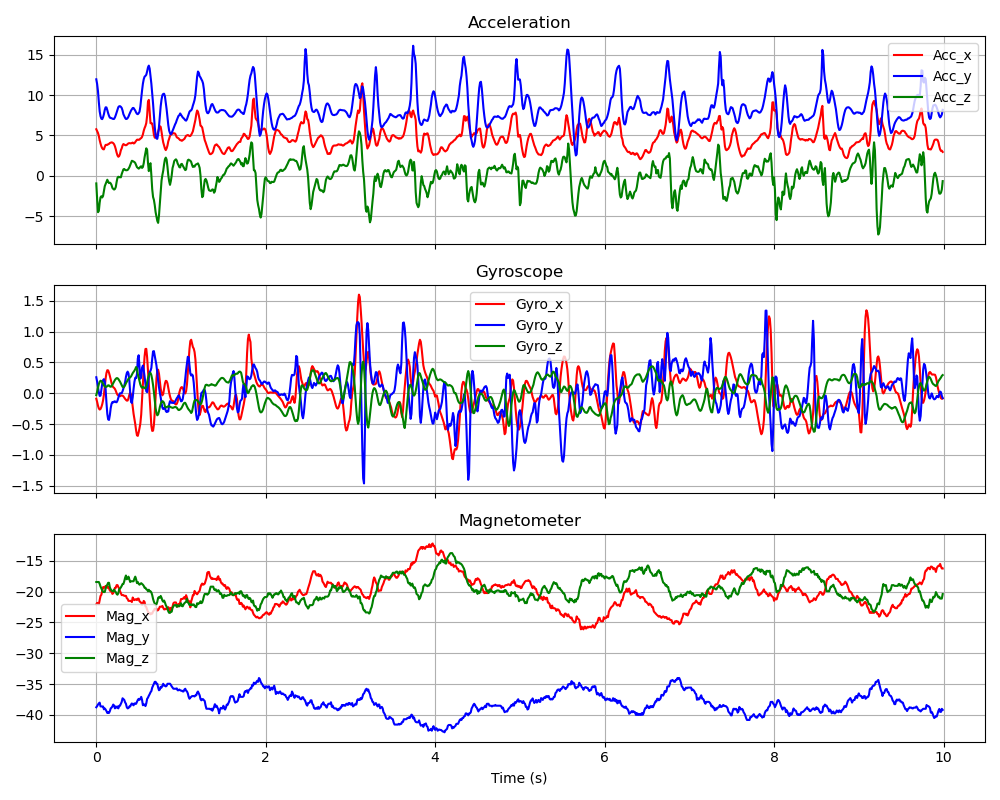 Acceleration
15
10
5
0
−5
Acc_x
Acc_y
Acc_z
Gyroscope
1.5
1.0
0.5
0.0
−0.5
−1.0
−1.5
Gyro_x
Gyro_y
Gyro_z
Magnetometer
−15
−20
−25
−30
−35
−40
Mag_x
Mag_y
Mag_z
0 2 4 6 8 10
Time (s)